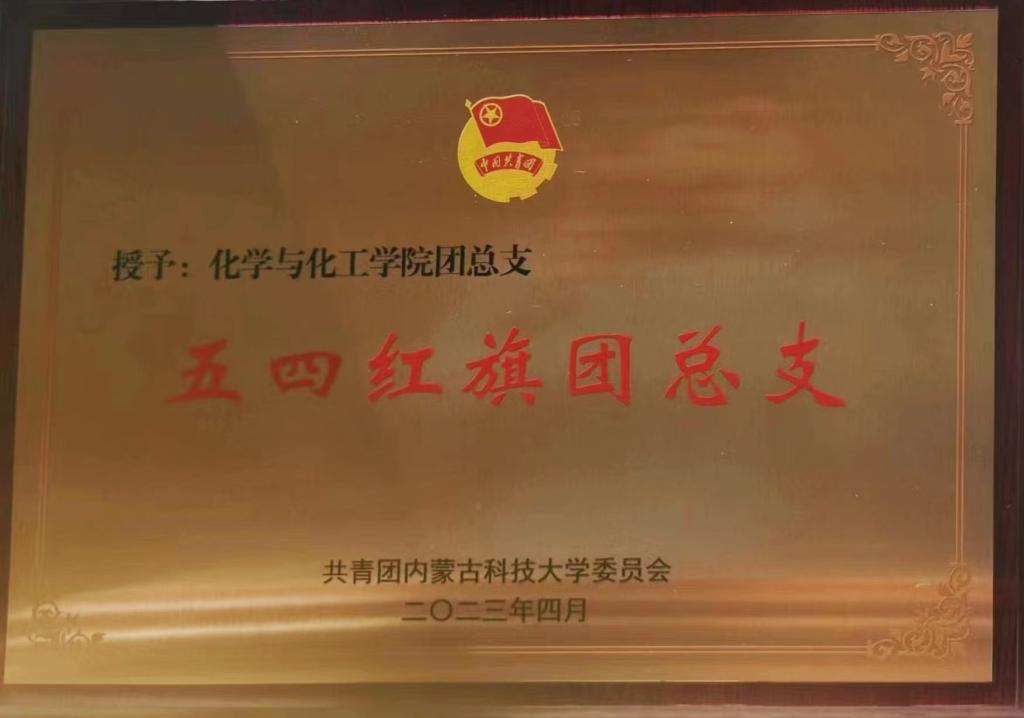 中国共青团
授予：化学与化工学院团总支
五四红旗团总支
共青团内蒙古科技大学委员会
二〇二三年四月